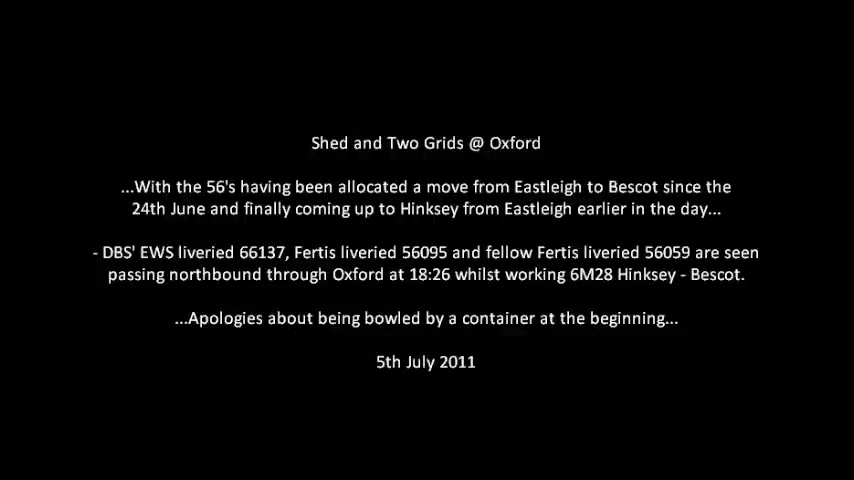 Shed and Two Grids @ Oxford
...With the 56's having been allocated a move from Eastleigh to Bescot since the
24th June and finally coming up to Hinksey from Eastleigh earlier in the day...
- DBS' EWS liveried 66137, Fertis liveried 56095 and fellow Fertis liveried 56059 are seen
passing northbound through Oxford at 18:26 whilst working 6M28 Hinksey - Bescot.
...Apologies about being bowled by a container at the beginning...
5th July 2011